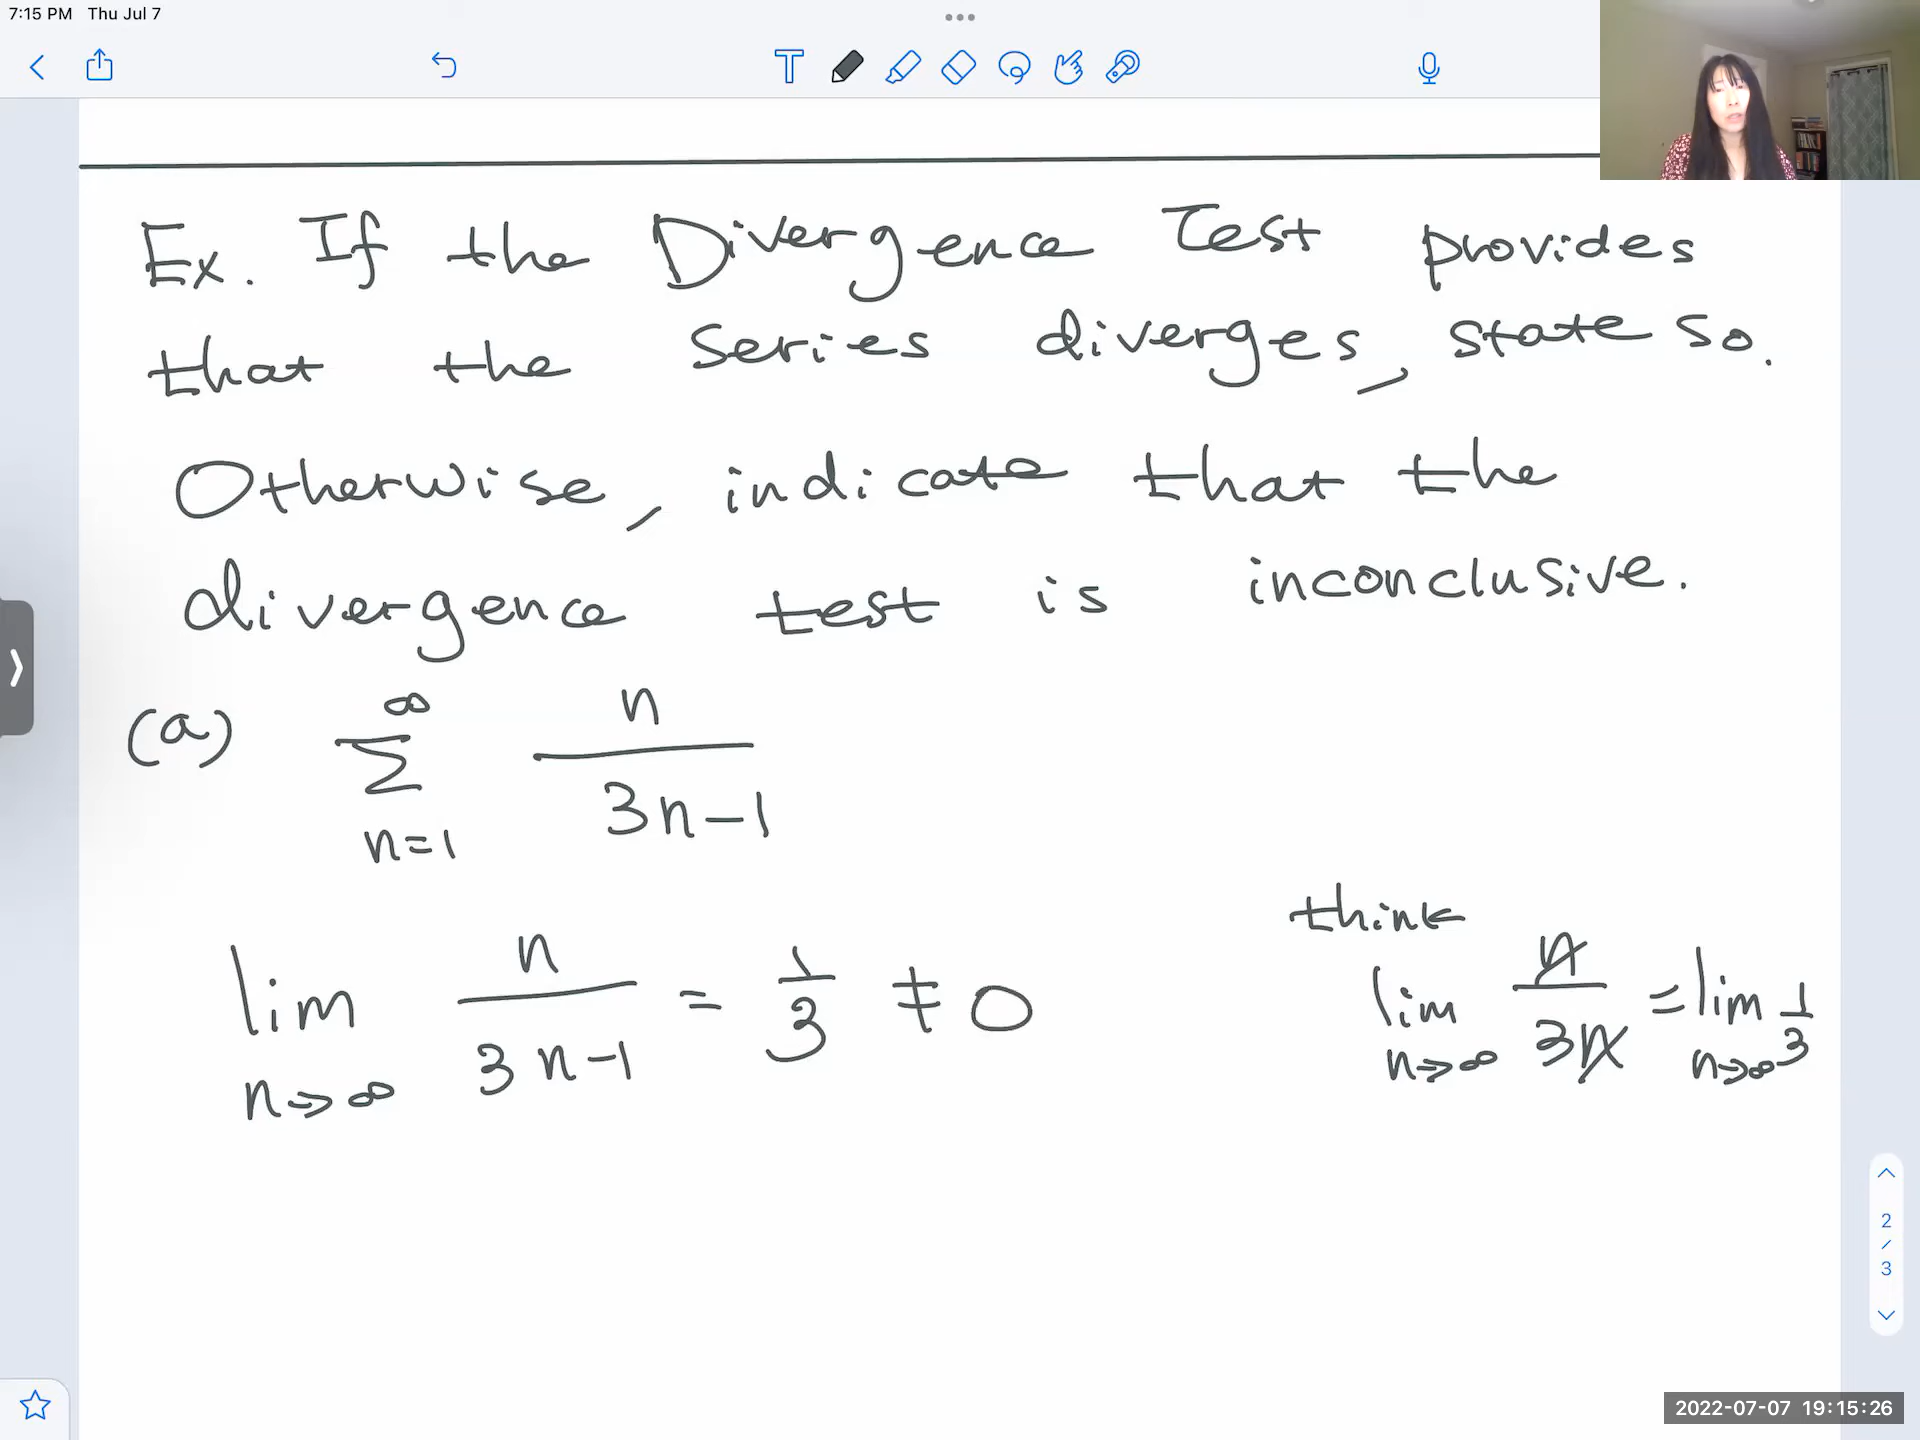 7:15 PM Thu Jul 7
Ex. If the Divergence Test provides
that the series diverges, state so.
Otherwise, indicate that the
divergence test is inconclusive.
(a) ∑_{n=1}^{∞} n/(3n-1)
think
lim_{n→∞} n/(3n-1) = 1/3 ≠ 0
lim_{n→∞} n/(3n) = lim_{n→∞} 1/3
2
/
3
2022-07-07 19:15:26